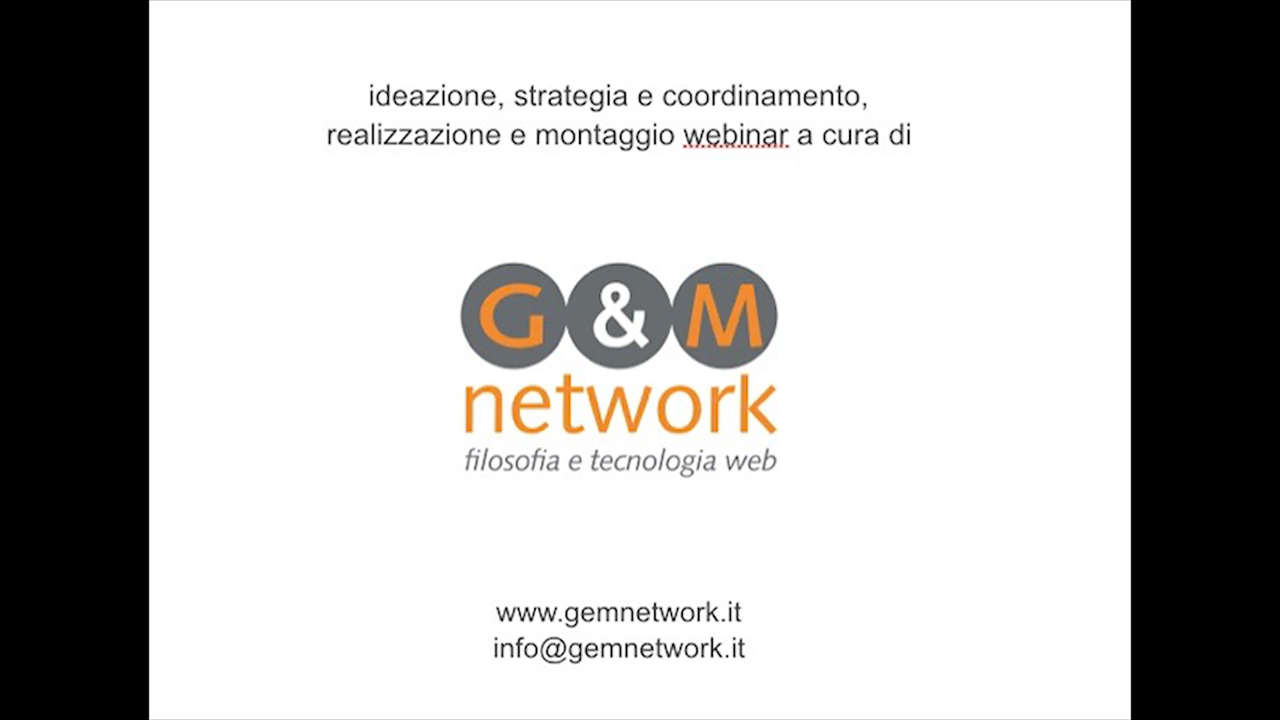 ideazione, strategia e coordinamento,
realizzazione e montaggio webinar a cura di
G&M
network
filosofia e tecnologia web
www.gemnetwork.it
info@gemnetwork.it